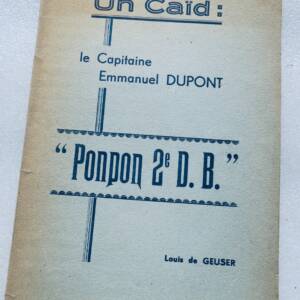 Un Caïd :
le Capitaine
Emmanuel DUPONT
"Ponpon 2e D. B."
Louis de GEUSER